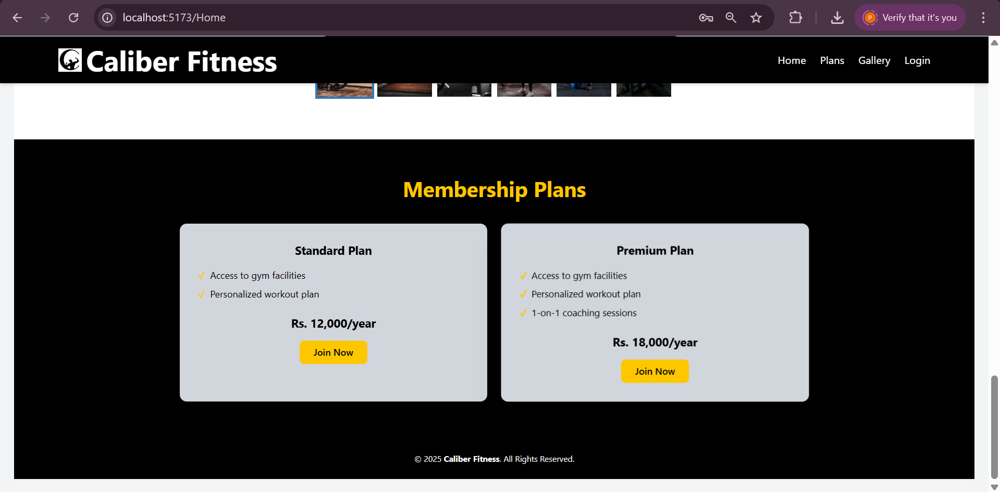 localhost:5173/Home
P Verify that it's you
Caliber Fitness
Home Plans Gallery Login
Membership Plans
Standard Plan
✓ Access to gym facilities
✓ Personalized workout plan
Rs. 12,000/year
Join Now
Premium Plan
✓ Access to gym facilities
✓ Personalized workout plan
✓ 1-on-1 coaching sessions
Rs. 18,000/year
Join Now
© 2025 Caliber Fitness. All Rights Reserved.